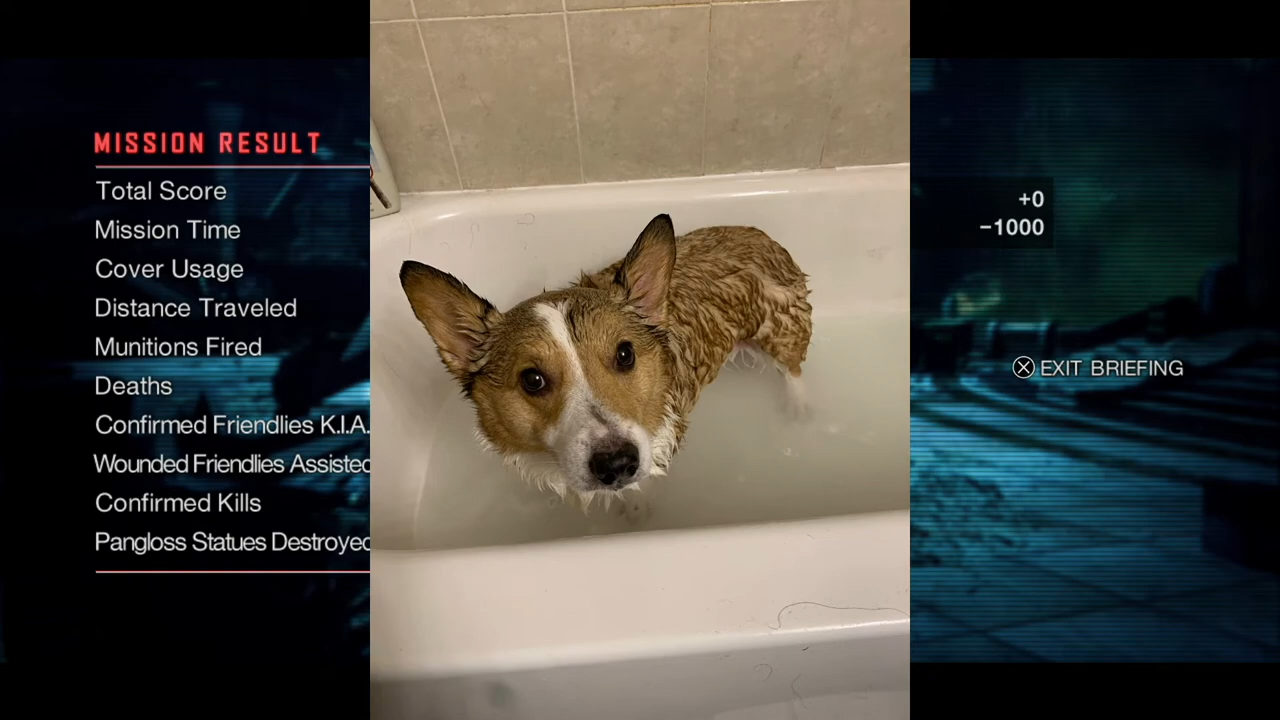 MISSION RESULT
Total Score
Mission Time
Cover Usage
Distance Traveled
Munitions Fired
Deaths
Confirmed Friendlies K.I.A.
Wounded Friendlies Assisted
Confirmed Kills
Pangloss Statues Destroyed
+0
−1000
EXIT BRIEFING